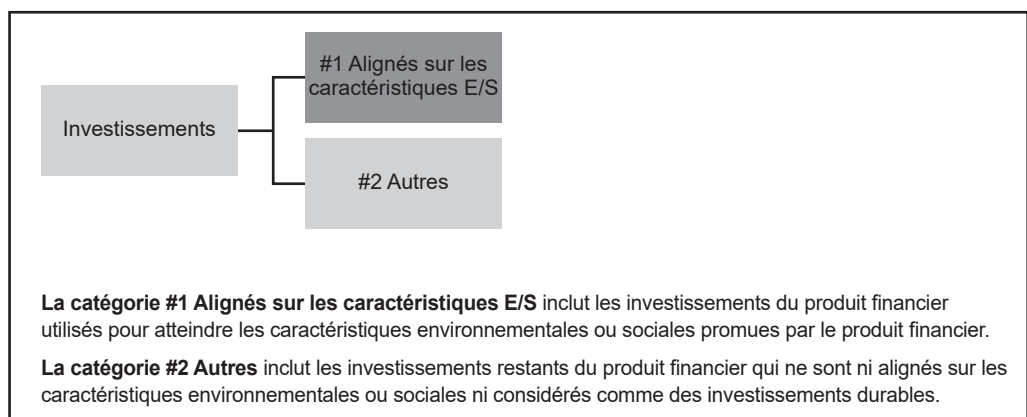 #1 Alignés sur les
caractéristiques E/S
Investissements
#2 Autres
La catégorie #1 Alignés sur les caractéristiques E/S inclut les investissements du produit financier
utilisés pour atteindre les caractéristiques environnementales ou sociales promues par le produit financier.
La catégorie #2 Autres inclut les investissements restants du produit financier qui ne sont ni alignés sur les
caractéristiques environnementales ou sociales ni considérés comme des investissements durables.